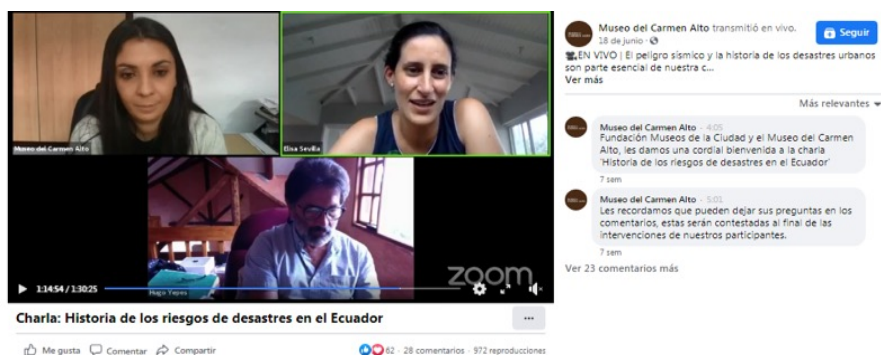 Museo del Carmen Alto
Elisa Sevilla
Hugo Yepes
zoom
1:14:54 / 1:30:25
Charla: Historia de los riesgos de desastres en el Ecuador
Me gusta Comentar Compartir
62 · 28 comentarios · 972 reproducciones
Museo del Carmen Alto transmitió en vivo.
18 de junio ·
Seguir
EN VIVO | El peligro sísmico y la historia de los desastres urbanos
son parte esencial de nuestra c...
Ver más
Más relevantes
Museo del Carmen Alto · 4:05
Fundación Museos de la Ciudad y el Museo del Carmen
Alto, les damos una cordial bienvenida a la charla
'Historia de los riesgos de desastres en el Ecuador'
7 sem
Museo del Carmen Alto · 5:01
Les recordamos que pueden dejar sus preguntas en los
comentarios, estas serán contestadas al final de las
intervenciones de nuestros participantes.
7 sem
Ver 23 comentarios más